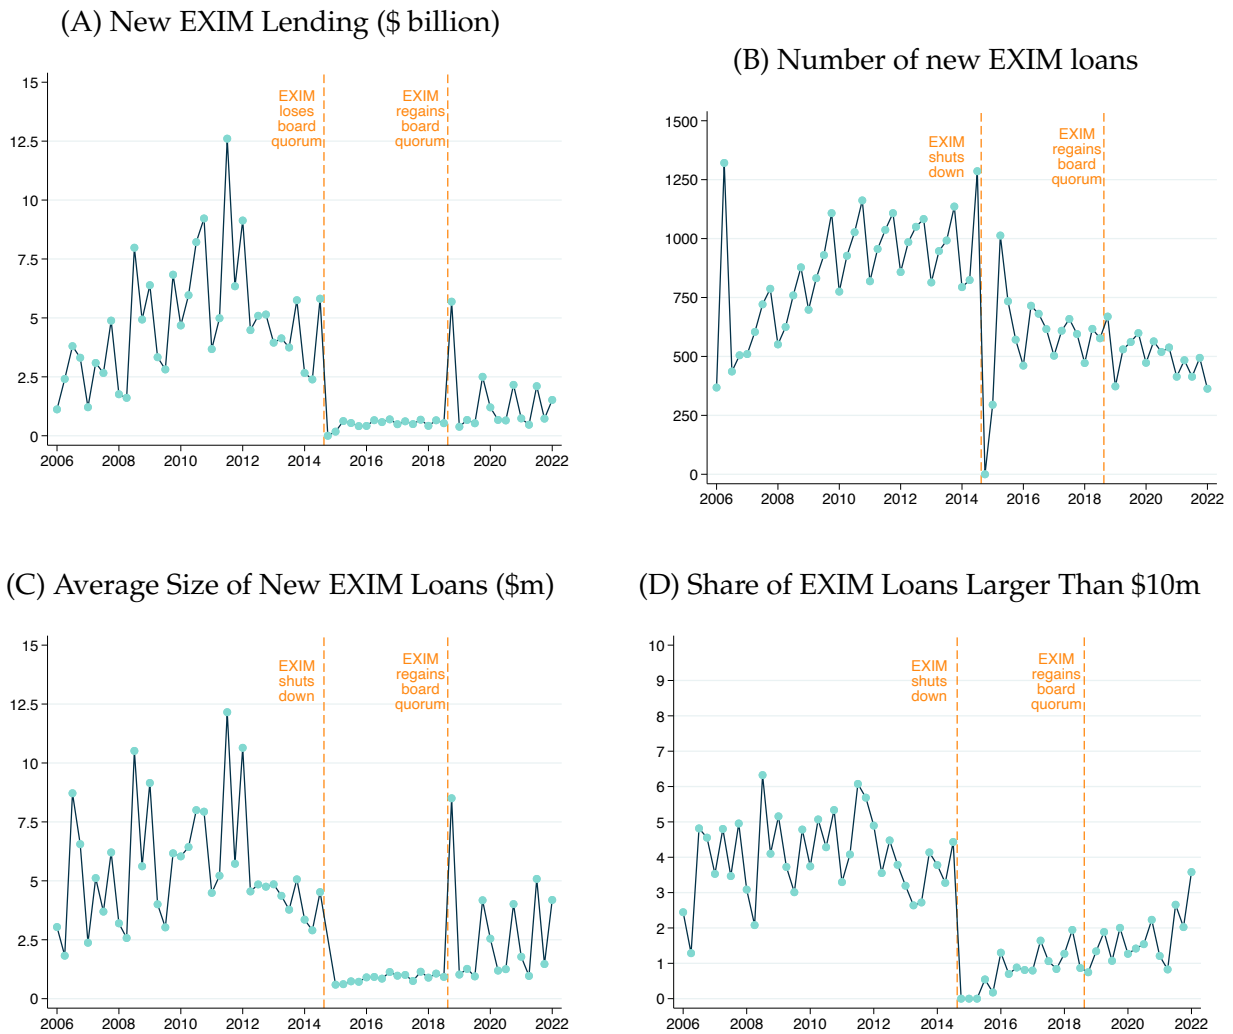 (A) New EXIM Lending ($ billion)
15
12.5
10
7.5
5
2.5
0
EXIM
loses
board
quorum
EXIM
regains
board
quorum
2006 2008 2010 2012 2014 2016 2018 2020 2022
(B) Number of new EXIM loans
1500
1250
1000
750
500
250
0
EXIM
shuts
down
EXIM
regains
board
quorum
2006 2008 2010 2012 2014 2016 2018 2020 2022
(C) Average Size of New EXIM Loans ($m)
15
12.5
10
7.5
5
2.5
0
EXIM
shuts
down
EXIM
regains
board
quorum
2006 2008 2010 2012 2014 2016 2018 2020 2022
(D) Share of EXIM Loans Larger Than $10m
10
9
8
7
6
5
4
3
2
1
0
EXIM
shuts
down
EXIM
regains
board
quorum
2006 2008 2010 2012 2014 2016 2018 2020 2022